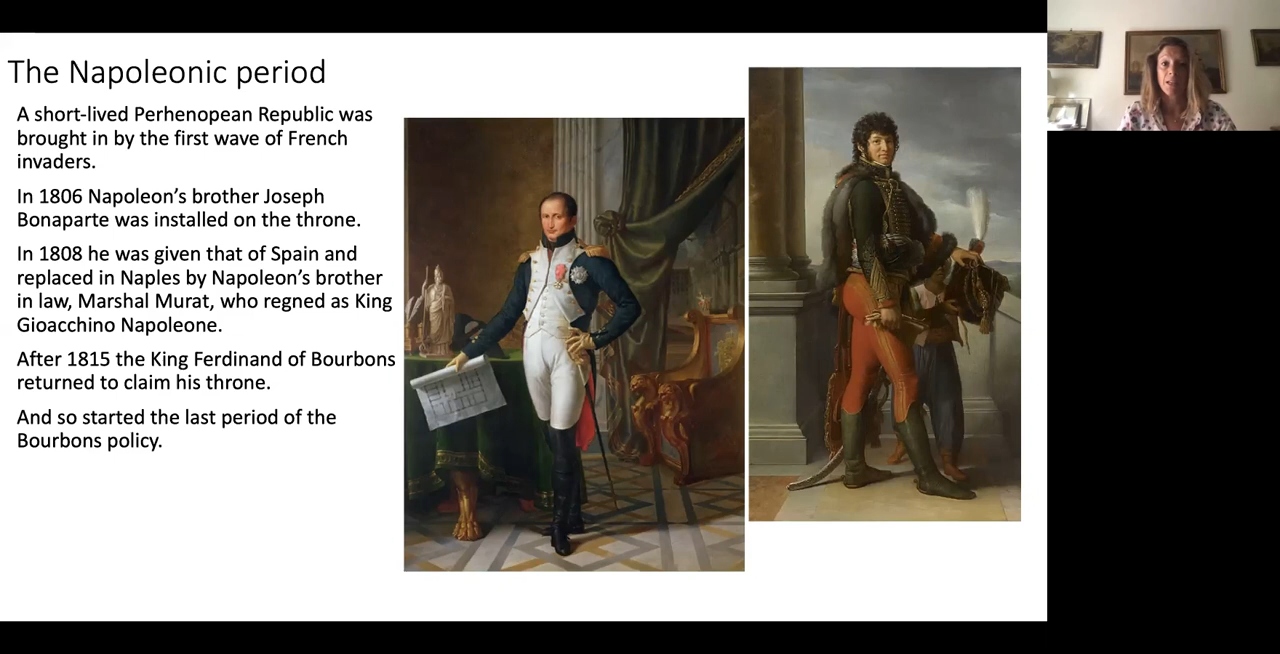 The Napoleonic period
A short-lived Perhenopean Republic was
brought in by the first wave of French
invaders.
In 1806 Napoleon’s brother Joseph
Bonaparte was installed on the throne.
In 1808 he was given that of Spain and
replaced in Naples by Napoleon’s brother
in law, Marshal Murat, who regned as King
Gioacchino Napoleone.
After 1815 the King Ferdinand of Bourbons
returned to claim his throne.
And so started the last period of the
Bourbons policy.